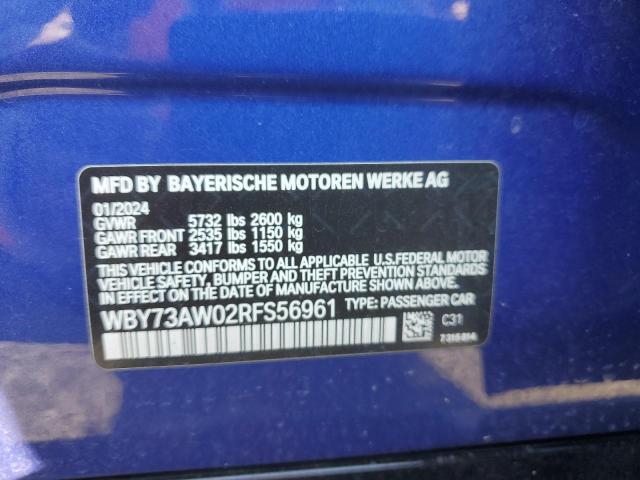 MFD BY BAYERISCHE MOTOREN WERKE AG
01/2024
GVWR 5732 lbs 2600 kg
GAWR FRONT 2535 lbs 1150 kg
GAWR REAR 3417 lbs 1550 kg
THIS VEHICLE CONFORMS TO ALL APPLICABLE U.S.FEDERAL MOTOR
VEHICLE SAFETY, BUMPER AND THEFT PREVENTION STANDARDS
IN EFFECT ON THE DATE OF MANUFACTURE SHOWN ABOVE.
WBY73AW02RFS56961 TYPE: PASSENGER CAR
C31